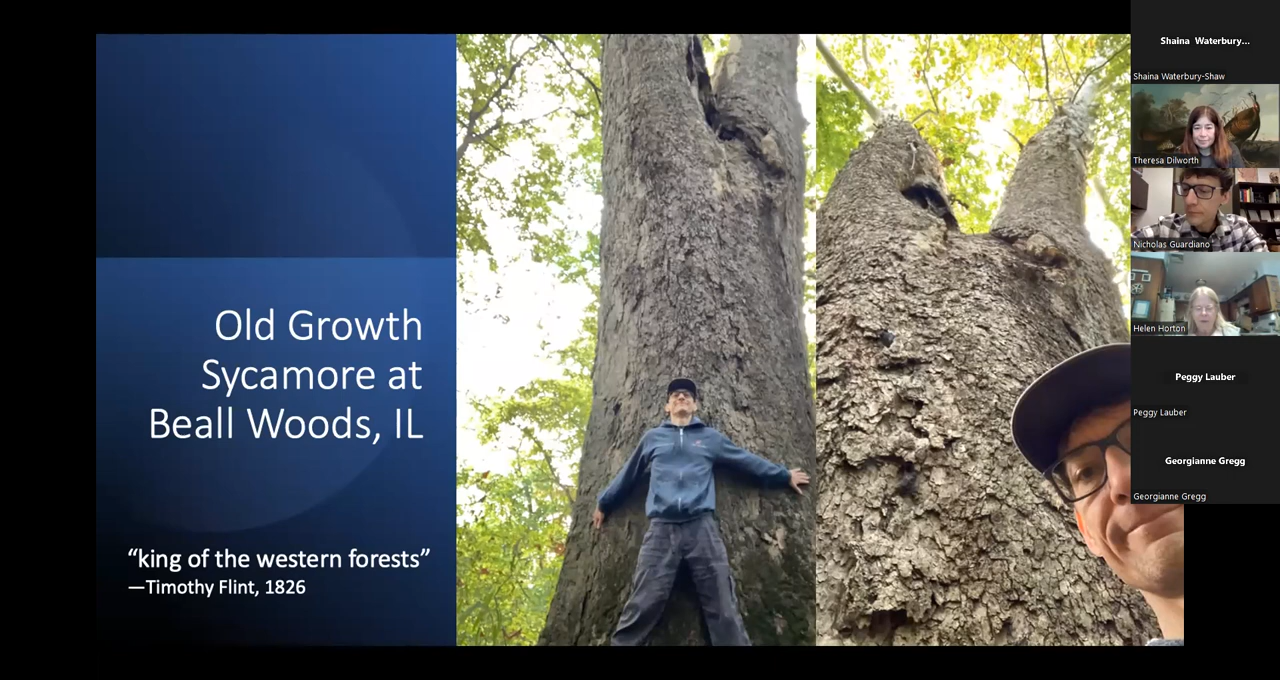 Old Growth
Sycamore at
Beall Woods, IL
“king of the western forests”
—Timothy Flint, 1826
Shaina Waterbury...
Shaina Waterbury-Shaw
Theresa Dilworth
Nicholas Guardiano
Helen Horton
Peggy Lauber
Peggy Lauber
Georgianne Gregg
Georgianne Gregg